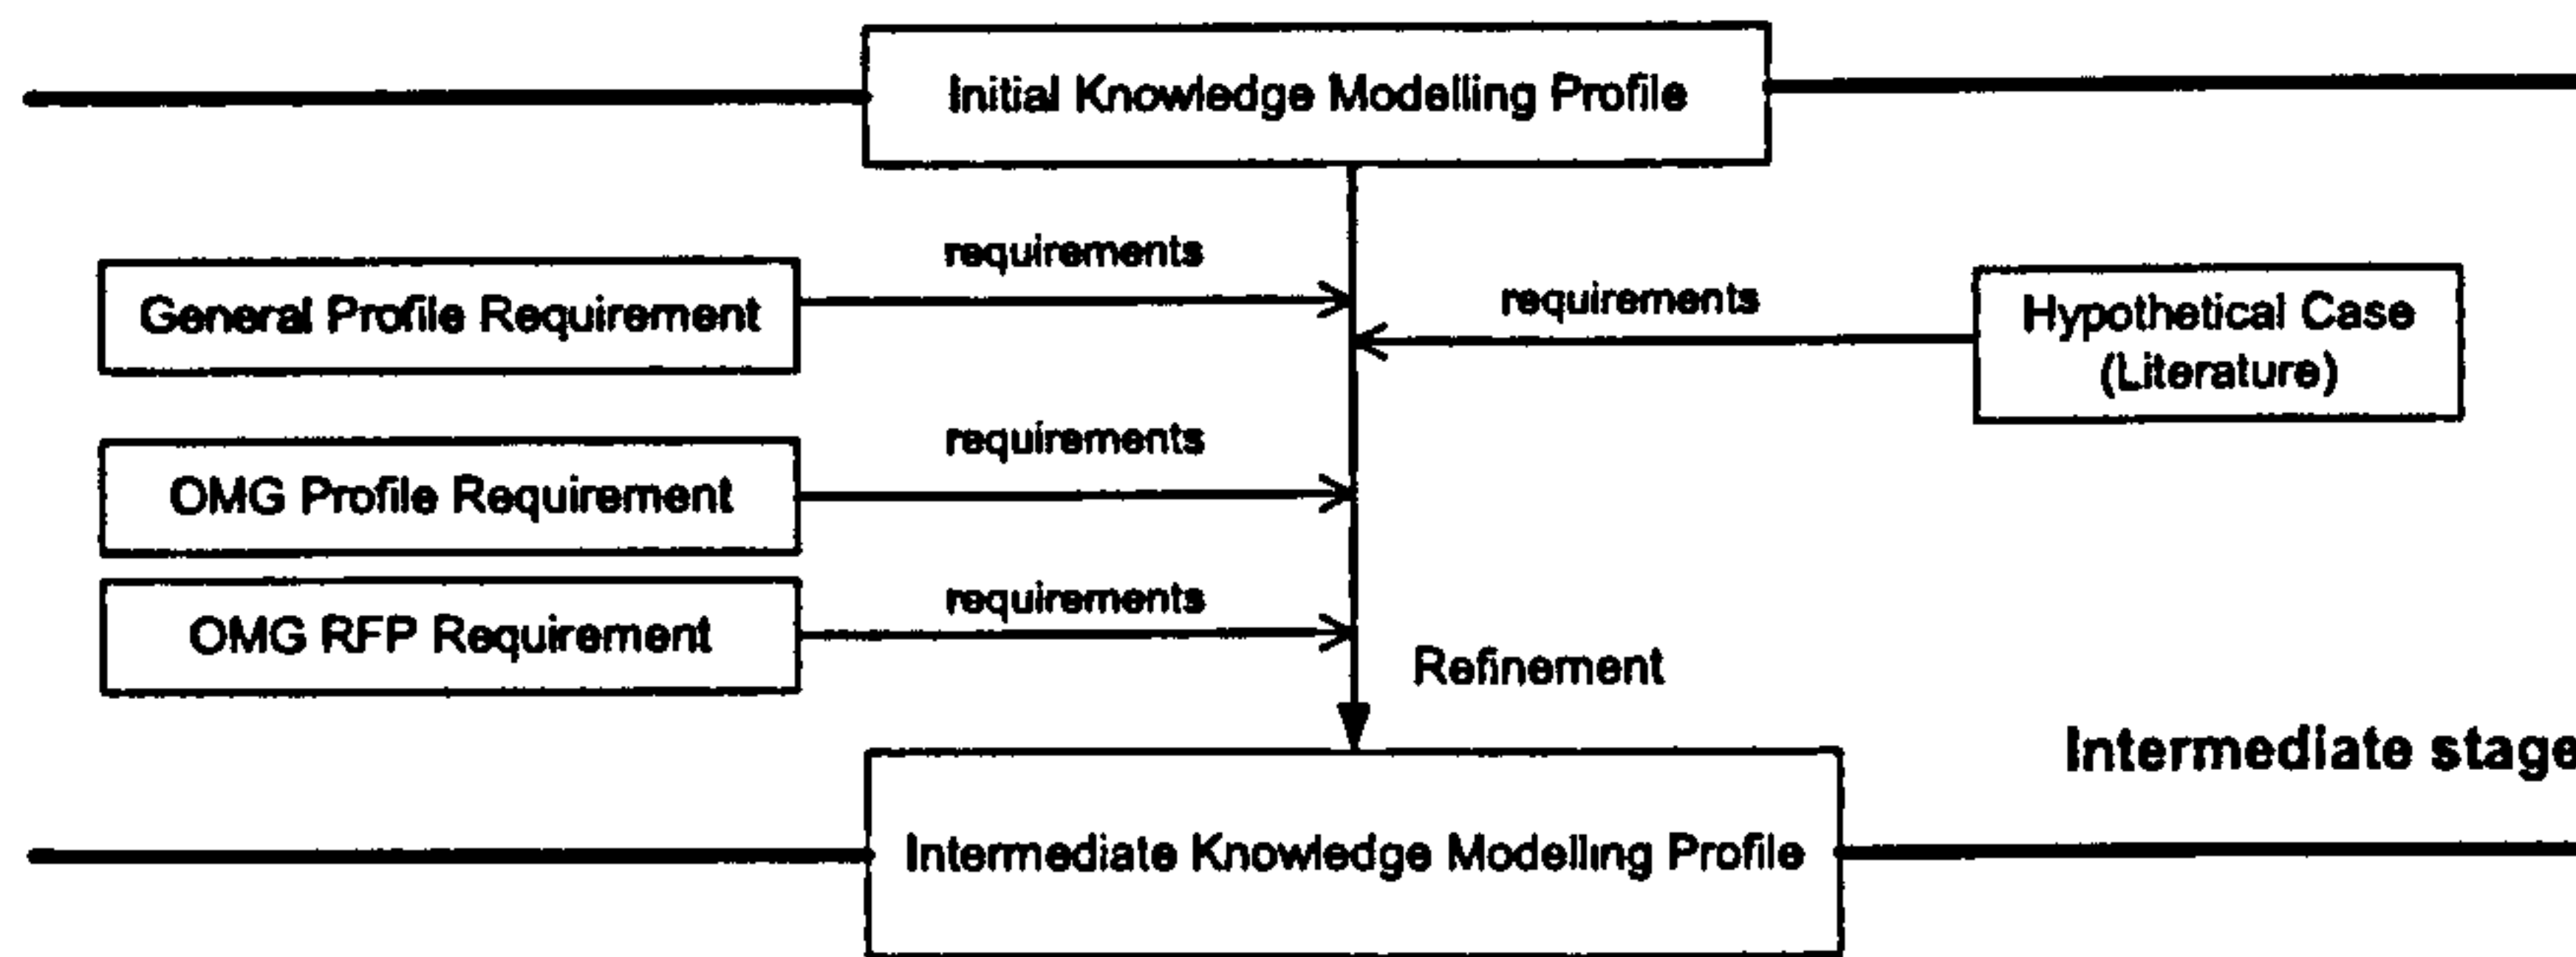 Initial Knowledge Modelling Profile
requirements
General Profile Requirement
requirements
Hypothetical Case
(Literature)
requirements
OMG Profile Requirement
requirements
OMG RFP Requirement
Refinement
Intermediate stage
Intermediate Knowledge Modelling Profile